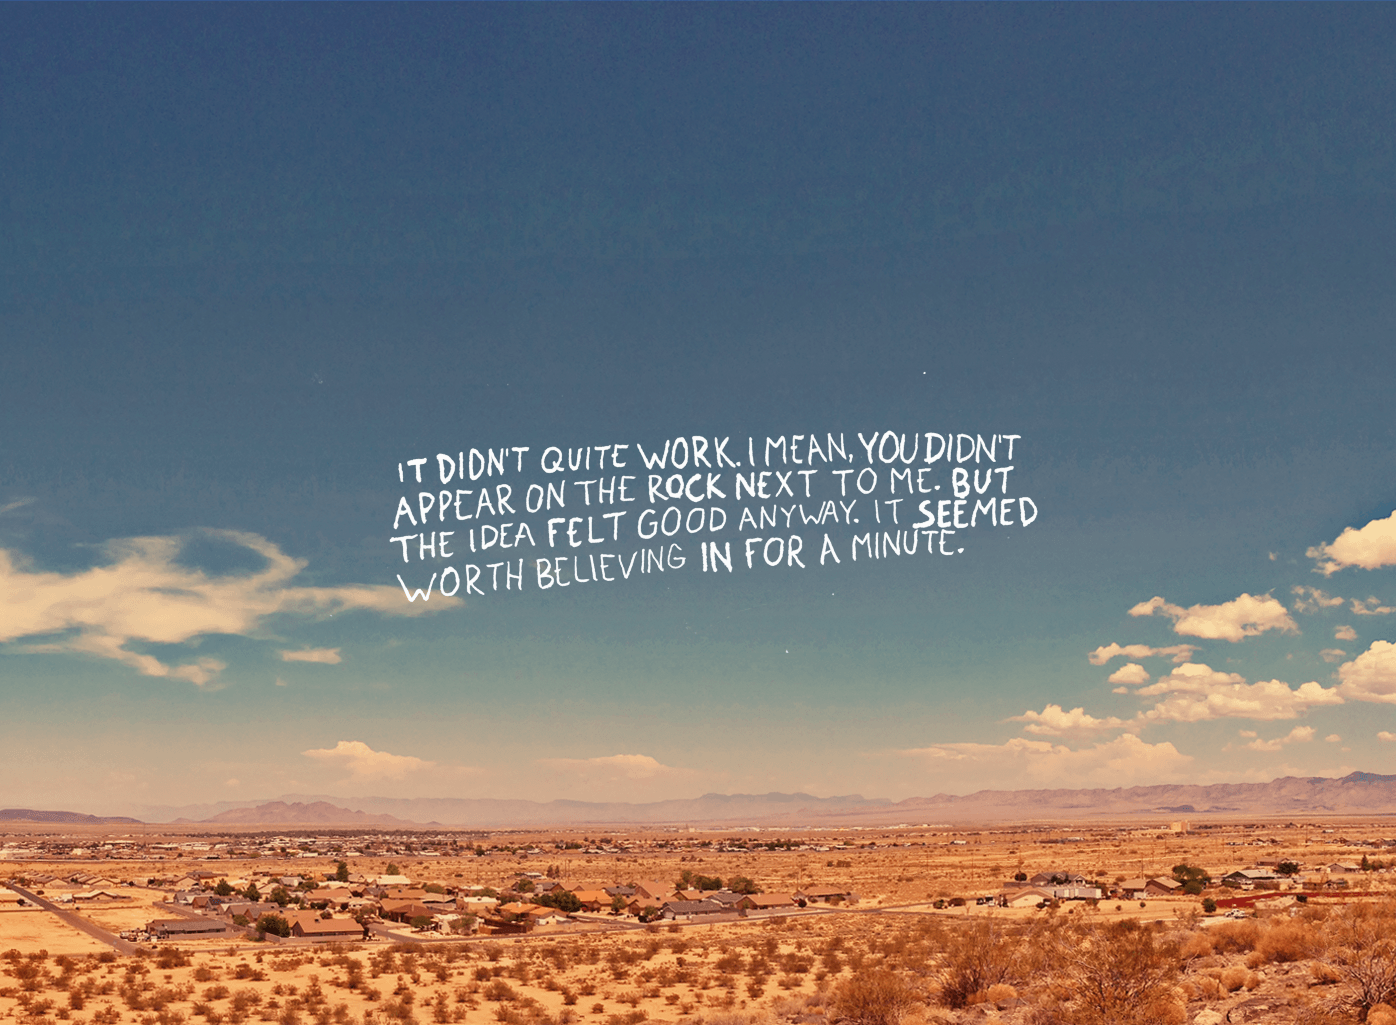 IT DIDN'T QUITE WORK. I MEAN, YOU DIDN'T
APPEAR ON THE ROCK NEXT TO ME. BUT
THE IDEA FELT GOOD ANYWAY. IT SEEMED
WORTH BELIEVING IN FOR A MINUTE.